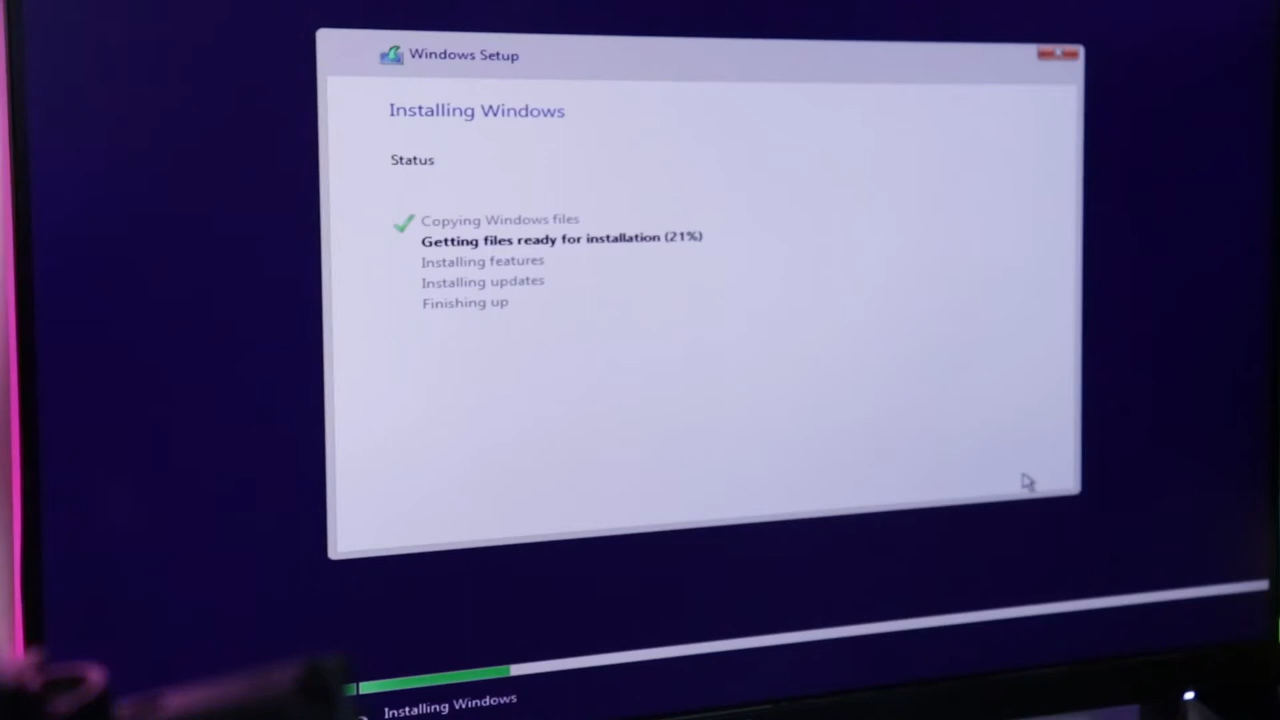 Windows Setup
Installing Windows
Status
Copying Windows files
Getting files ready for installation (21%)
Installing features
Installing updates
Finishing up
Installing Windows